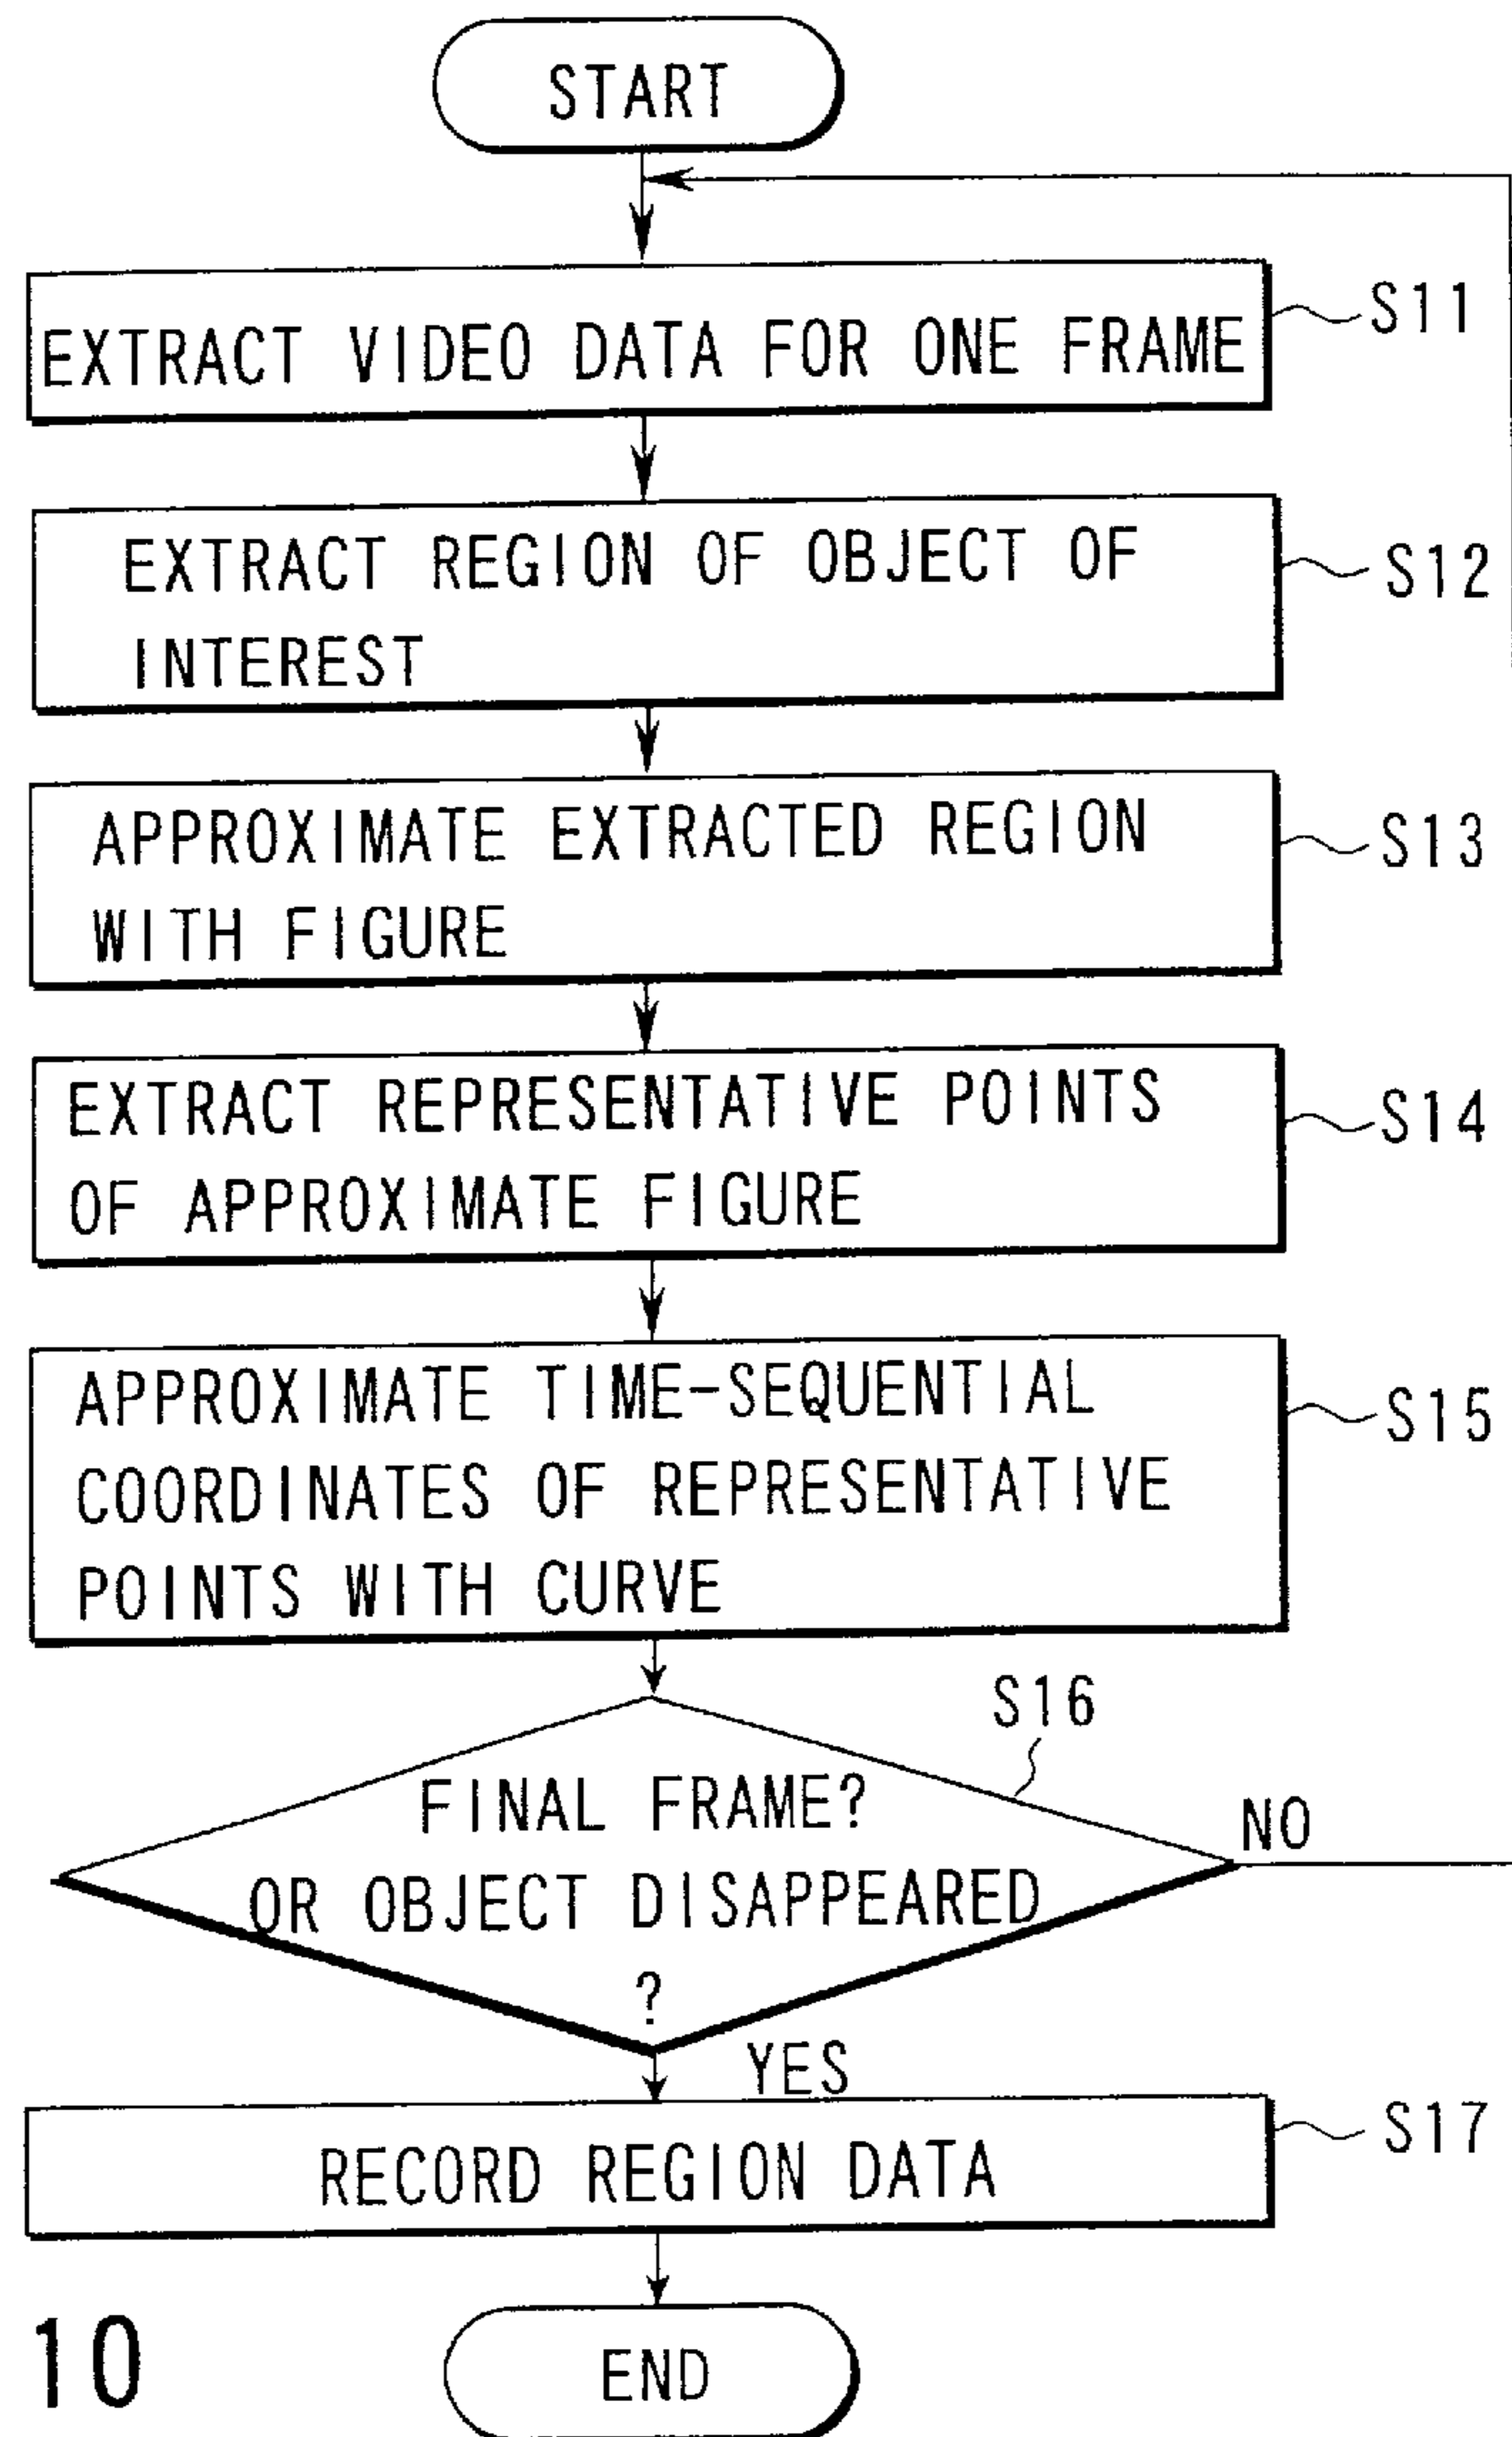 START
EXTRACT VIDEO DATA FOR ONE FRAME
S11
EXTRACT REGION OF OBJECT OF
INTEREST
S12
APPROXIMATE EXTRACTED REGION
WITH FIGURE
S13
EXTRACT REPRESENTATIVE POINTS
OF APPROXIMATE FIGURE
S14
APPROXIMATE TIME-SEQUENTIAL
COORDINATES OF REPRESENTATIVE
POINTS WITH CURVE
S15
S16
FINAL FRAME?
OR OBJECT DISAPPEARED
?
NO
YES
RECORD REGION DATA
S17
END
10